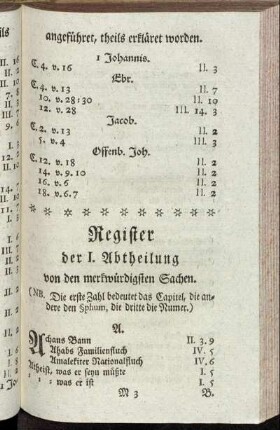 angeführet, theils erkläret worden.
1 Johannis.
C. 4. v. 16 II. 3
Ebr.
C. 4. v. 13 II. 7
10. v. 28:30 II. 10
12. v. 28 III. 14. 3
Jacob.
C. 2. v. 13 II. 2
5. v. 4 III. 3
Offenb. Joh.
C. 12. v. 18 II. 2
14. v. 9. 10 II. 2
16. v. 6 II. 2
18. v. 6. 7 II. 2
Register
der I. Abtheilung
von den merkwürdigsten Sachen.
(NB. Die erste Zahl bedeutet das Capitel, die an-
dere den §phum, die dritte die Numer.)
A.
Achans Bann II. 3. 9
Ahabs Familienfluch IV. 5
Amalekiter Nationalfluch IV. 6
Atheist, was er seyn müßte I. 5
: : was er ist I. 5
M 3 B.